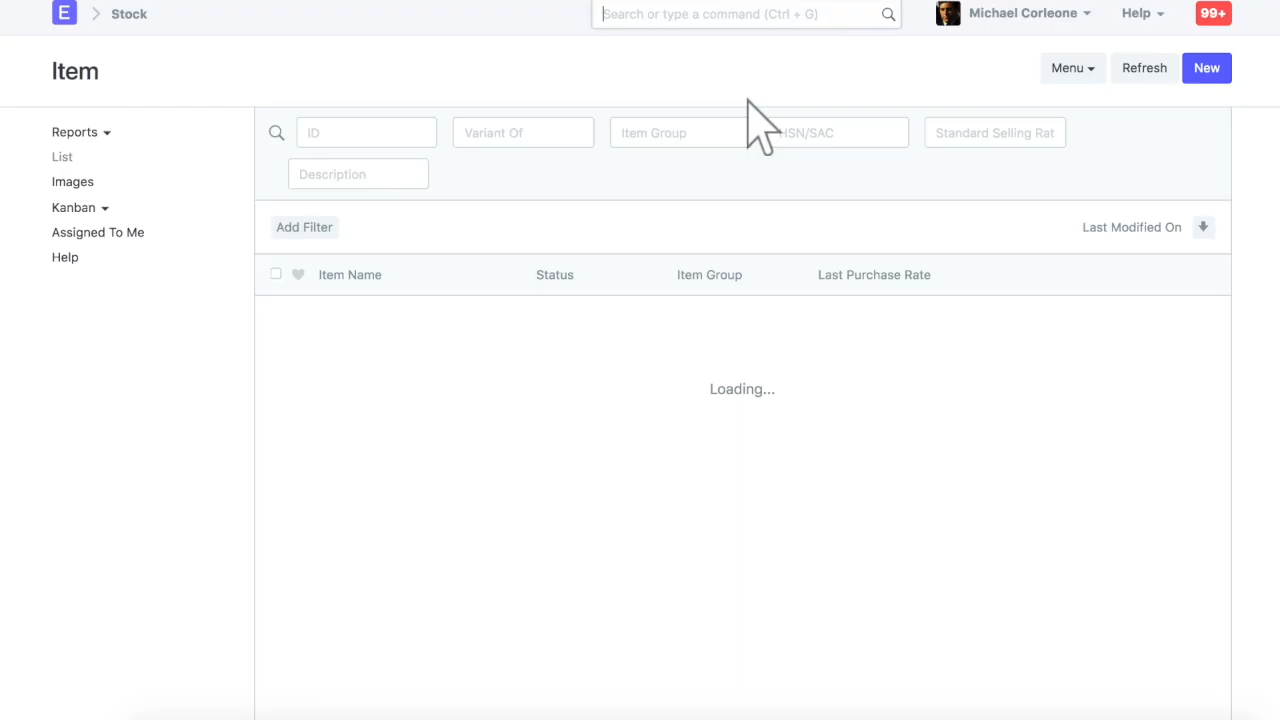 E Stock Search or type a command (Ctrl + G) Michael Corleone Help 99+
Item Menu Refresh New
Reports
List
Images
Kanban
Assigned To Me
Help
ID Variant Of Item Group HSN/SAC Standard Selling Rat
Description
Add Filter Last Modified On
Item Name Status Item Group Last Purchase Rate
Loading...